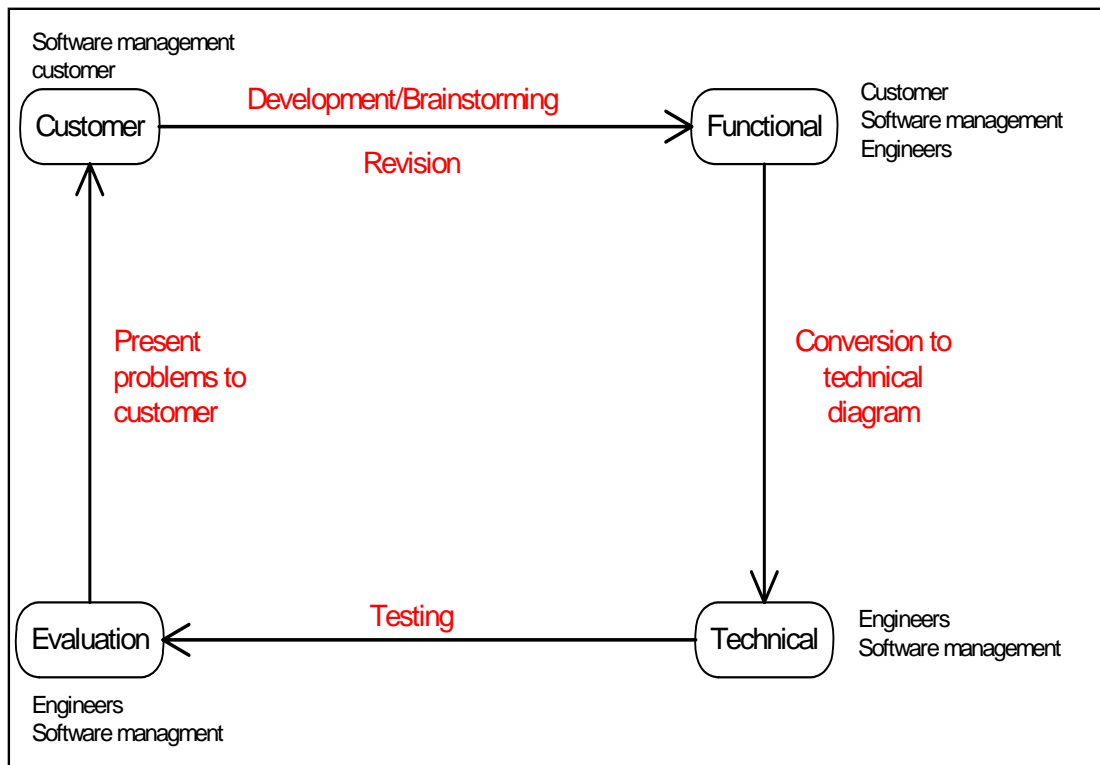 Software management
customer
Customer
Development/Brainstorming
Revision
Functional
Customer
Software management
Engineers
Present
problems to
customer
Conversion to
technical
diagram
Evaluation
Testing
Technical
Engineers
Software management
Engineers
Software managment